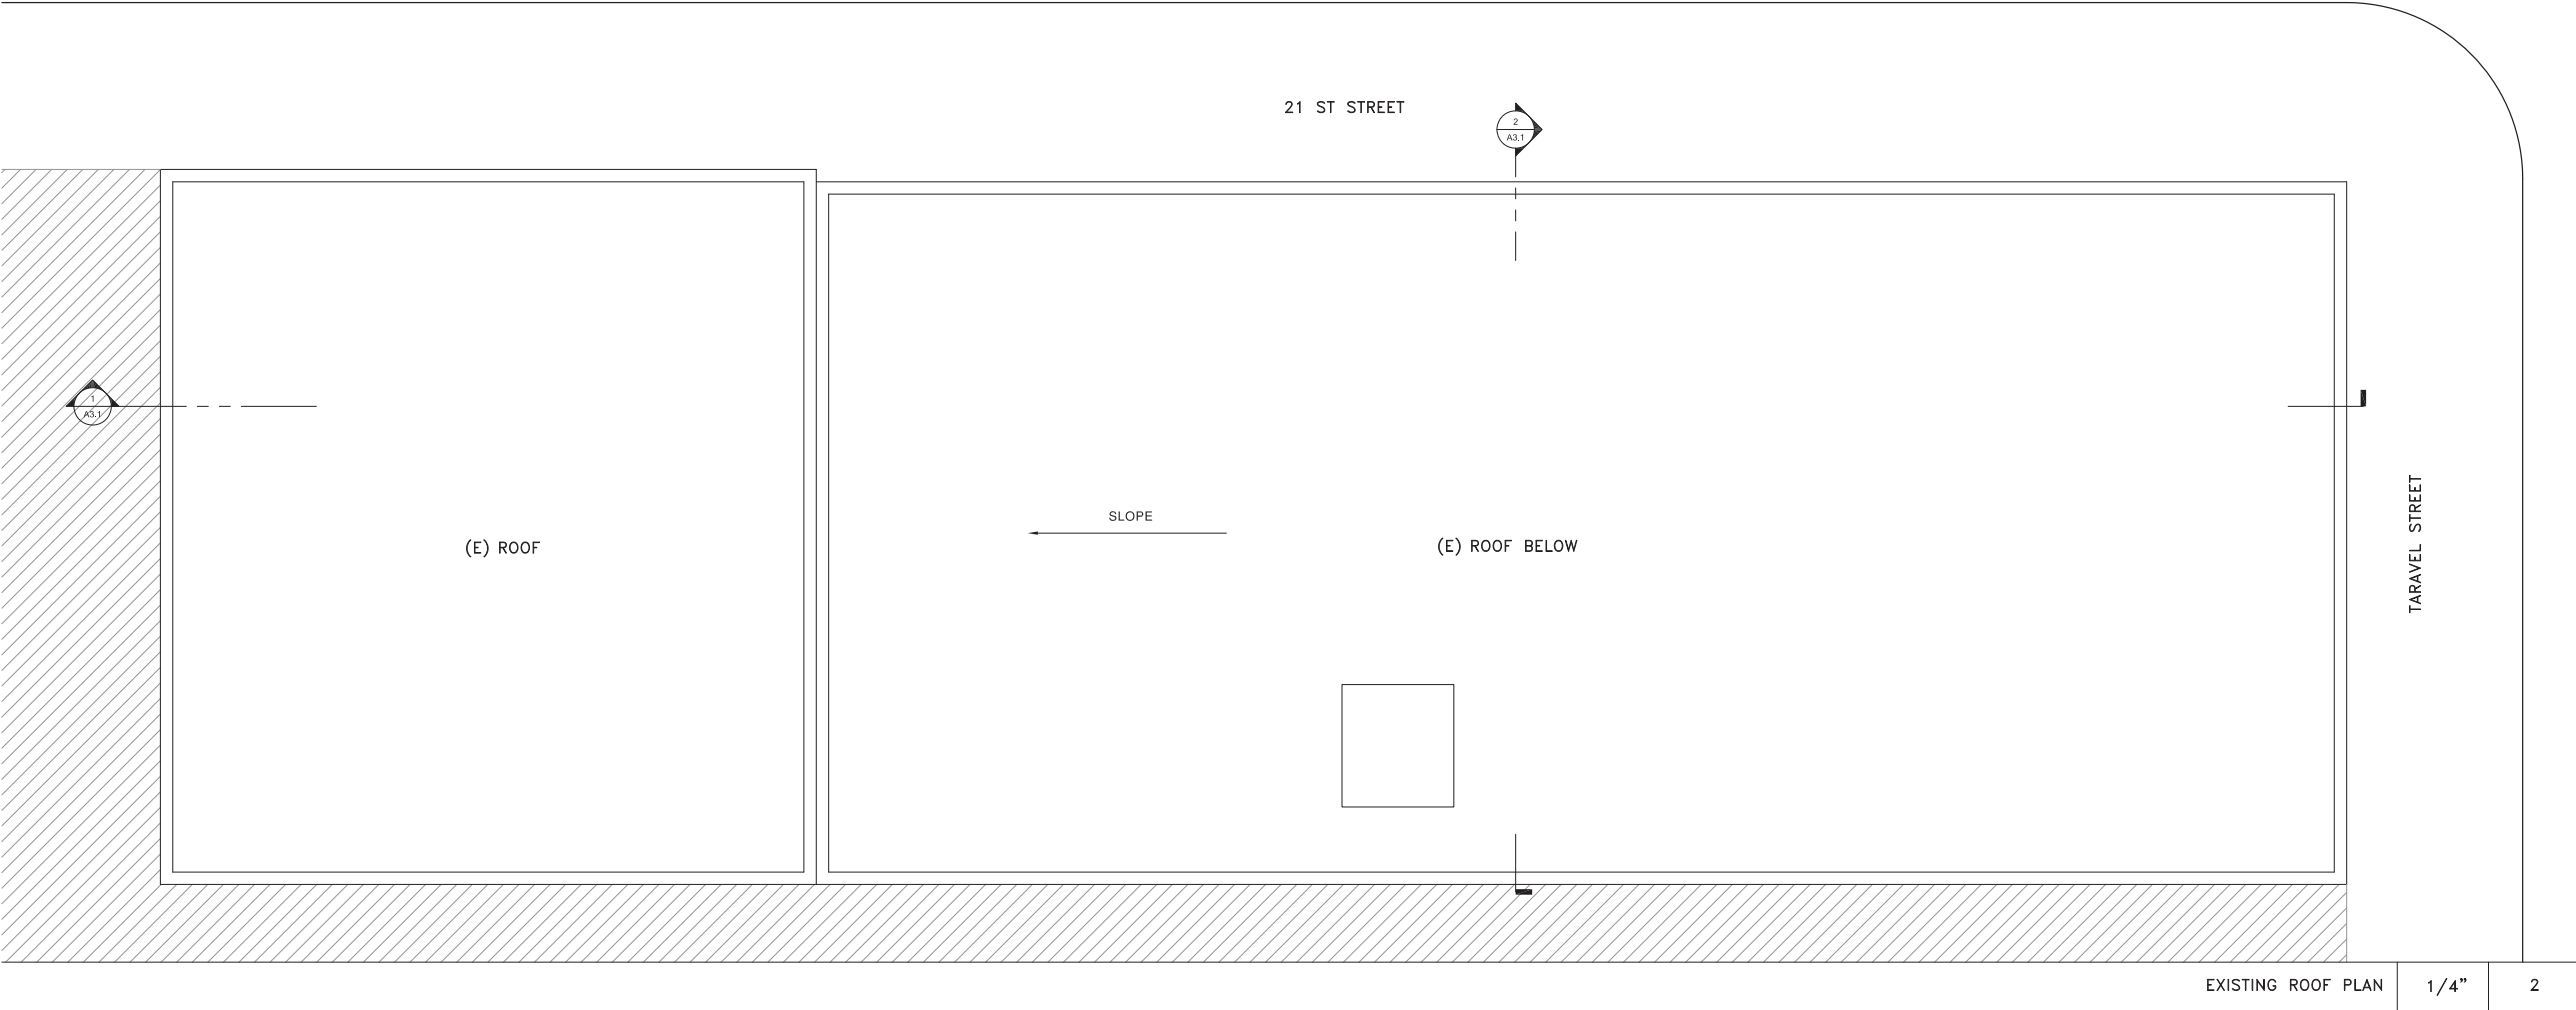 21 ST STREET
2
A3.1
1
A3.1
SLOPE
(E) ROOF
(E) ROOF BELOW
TARAVEL STREET
EXISTING ROOF PLAN
1/4”
2